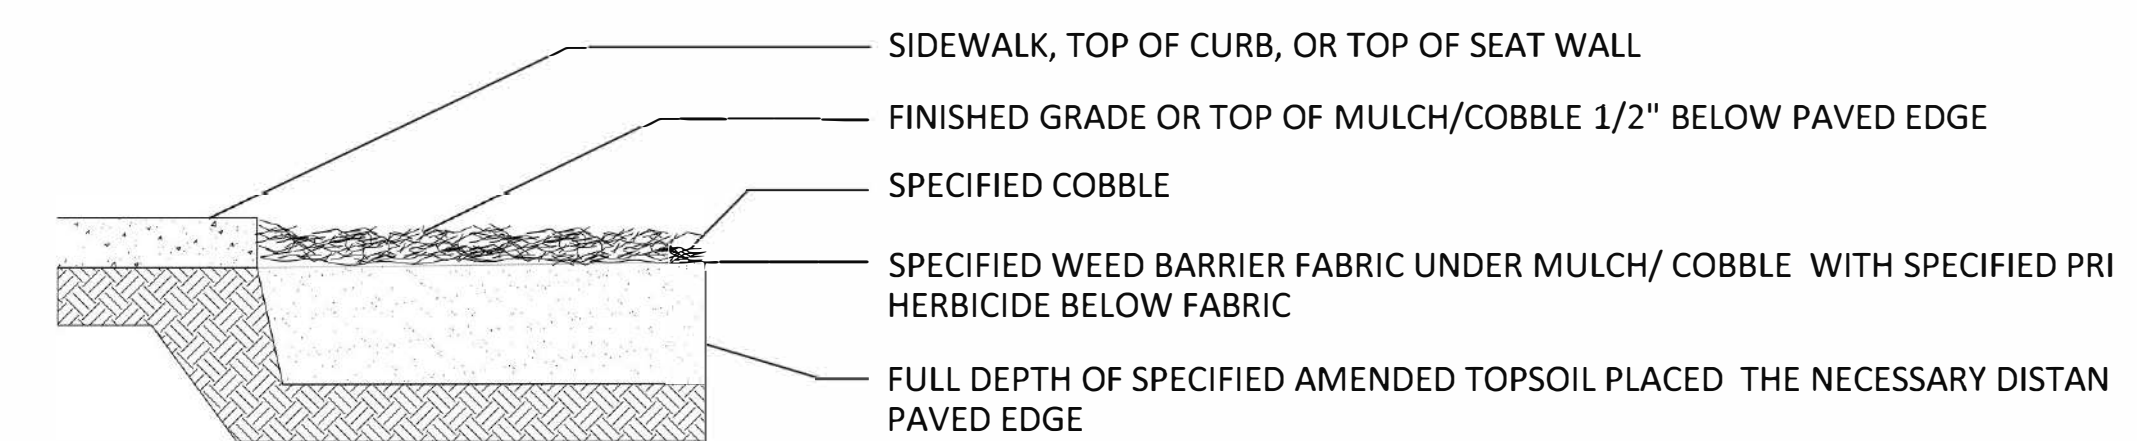 SIDEWALK, TOP OF CURB, OR TOP OF SEAT WALL
FINISHED GRADE OR TOP OF MULCH/COBBLE 1/2" BELOW PAVED EDGE
SPECIFIED COBBLE
SPECIFIED WEED BARRIER FABRIC UNDER MULCH/ COBBLE WITH SPECIFIED PRI
HERBICIDE BELOW FABRIC
FULL DEPTH OF SPECIFIED AMENDED TOPSOIL PLACED THE NECESSARY DISTAN
PAVED EDGE